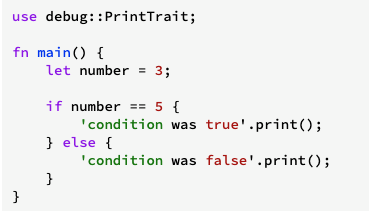 use debug::PrintTrait;
fn main() {
    let number = 3;
    if number == 5 {
        'condition was true'.print();
    } else {
        'condition was false'.print();
    }
}